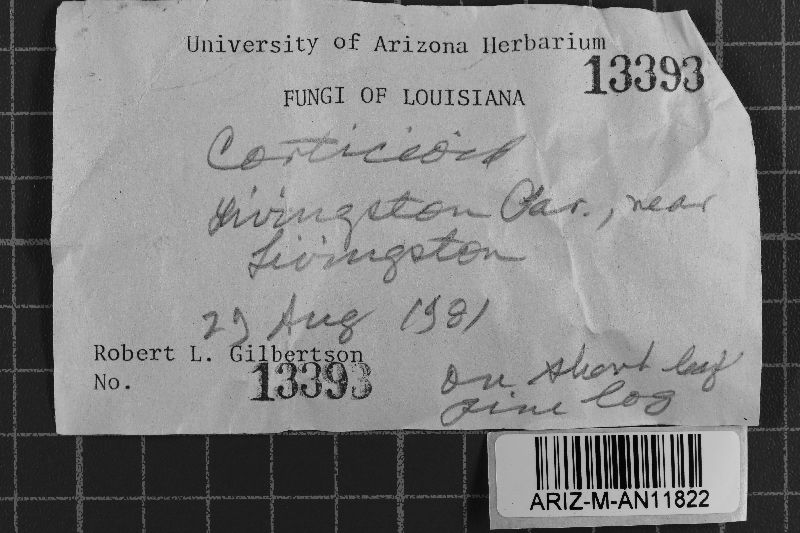 University of Arizona Herbarium
13393
FUNGI OF LOUISIANA
Corticioid
Livingston Par., near
Livingston
27 Aug 1981
Robert L. Gilbertson
No. 13393
on short leaf
pine log
ARIZ-M-AN11822